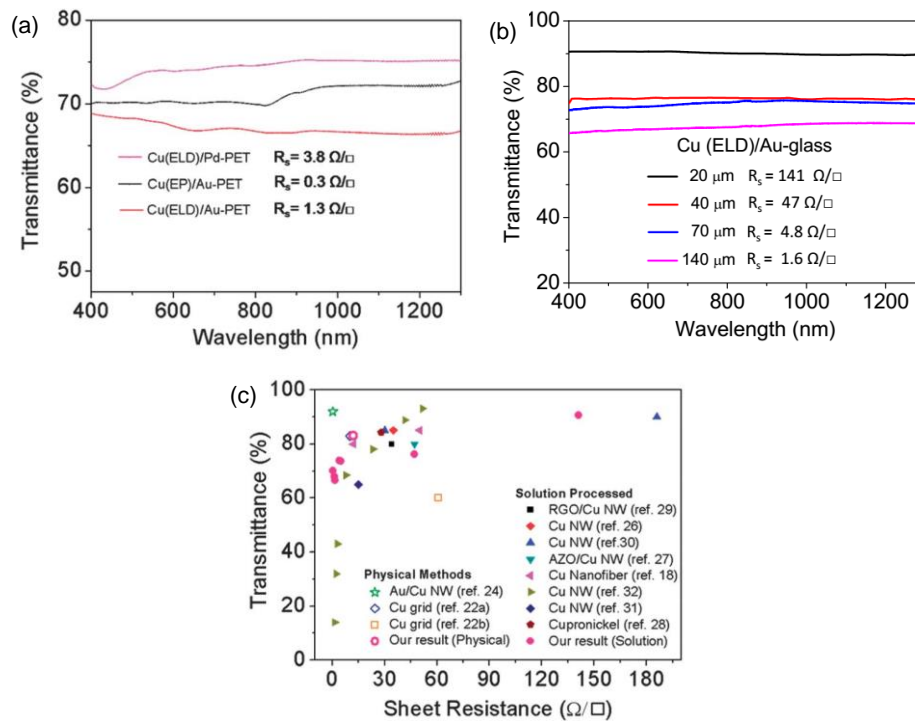 (a)
80
70
60
50
Transmittance (%)
400 600 800 1000 1200
Wavelength (nm)
Cu(ELD)/Pd-PET R_s= 3.8 Ω/□
Cu(EP)/Au-PET R_s= 0.3 Ω/□
Cu(ELD)/Au-PET R_s= 1.3 Ω/□
(b)
100
80
60
40
20
Transmittance (%)
400 600 800 1000 1200
Wavelength (nm)
Cu (ELD)/Au-glass
20 μm R_s = 141 Ω/□
40 μm R_s = 47 Ω/□
70 μm R_s = 4.8 Ω/□
140 μm R_s = 1.6 Ω/□
(c)
100
80
60
40
20
0
Transmittance (%)
0 30 60 90 120 150 180
Sheet Resistance (Ω/□)
Physical Methods
Au/Cu NW (ref. 24)
Cu grid (ref. 22a)
Cu grid (ref. 22b)
Our result (Physical)
Solution Processed
RGO/Cu NW (ref. 29)
Cu NW (ref. 26)
Cu NW (ref.30)
AZO/Cu NW (ref. 27)
Cu Nanofiber (ref. 18)
Cu NW (ref. 32)
Cu NW (ref. 31)
Cupronickel (ref. 28)
Our result (Solution)